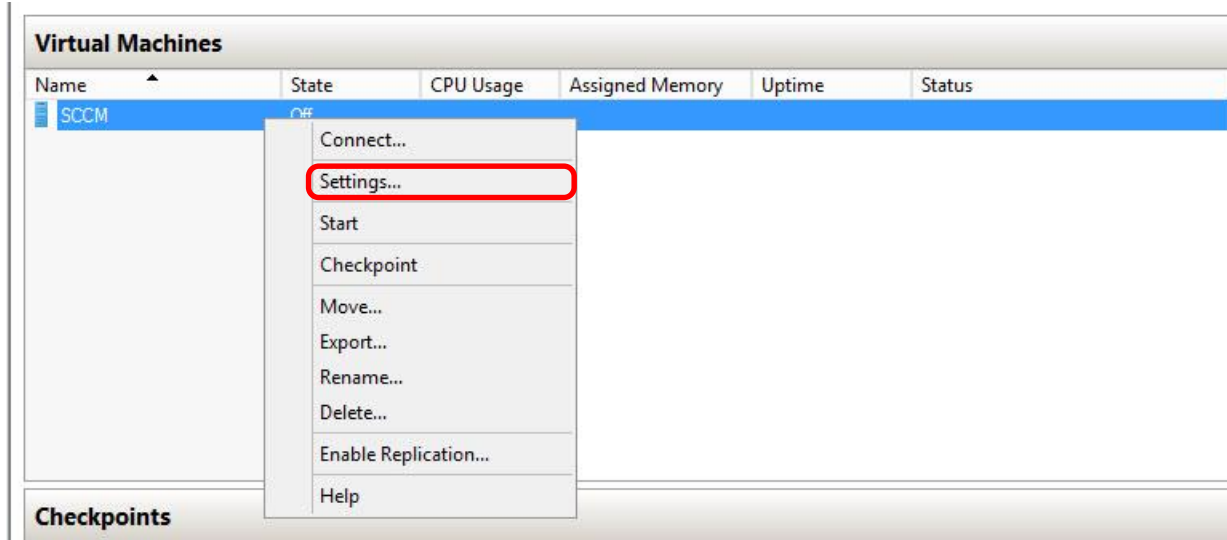 Virtual Machines
Name State CPU Usage Assigned Memory Uptime Status
SCCM Off
Connect...
Settings...
Start
Checkpoint
Move...
Export...
Rename...
Delete...
Enable Replication...
Help
Checkpoints